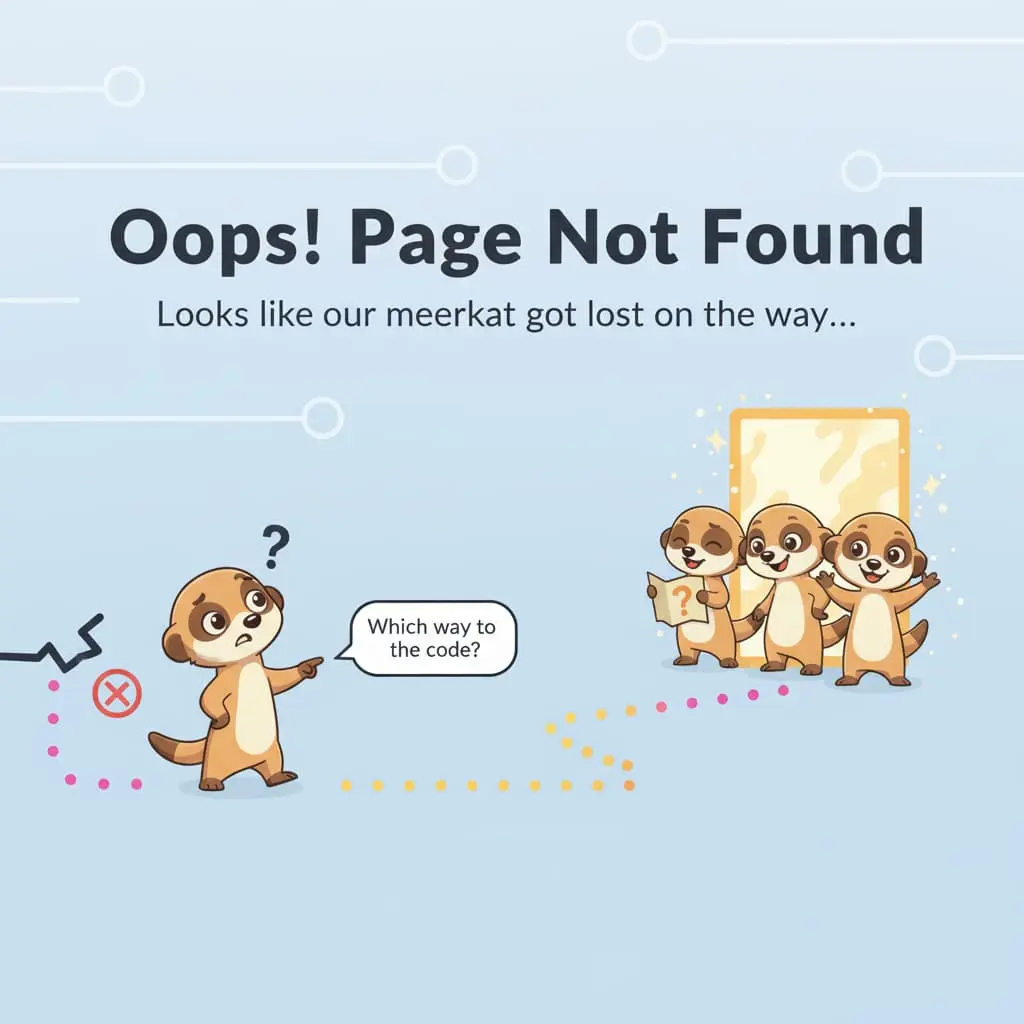 Oops! Page Not Found
Looks like our meerkat got lost on the way...
?
Which way to
the code?
?